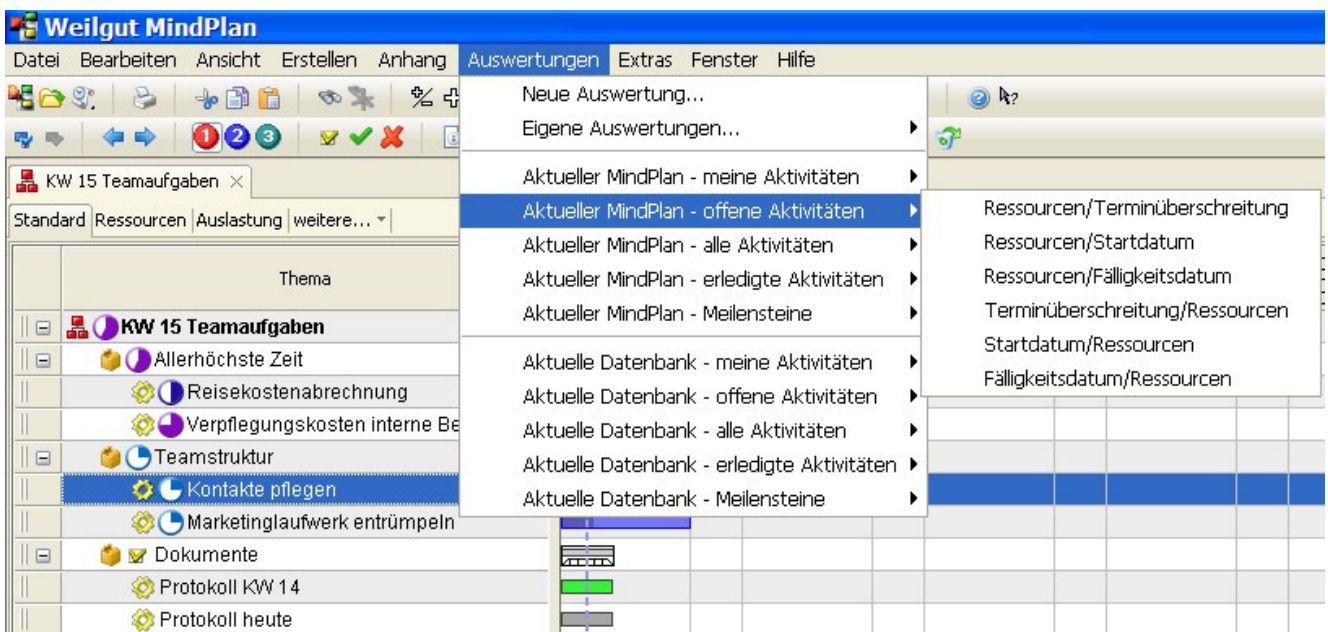 Weilgut MindPlan
Datei Bearbeiten Ansicht Erstellen Anhang Auswertungen Extras Fenster Hilfe
1 2 3
KW 15 Teamaufgaben
Standard Ressourcen Auslastung weitere...
Thema
KW 15 Teamaufgaben
Allerhöchste Zeit
Reisekostenabrechnung
Verpflegungskosten interne Be
Teamstruktur
Kontakte pflegen
Marketinglaufwerk entrümpeln
Dokumente
Protokoll KW 14
Protokoll heute
Neue Auswertung...
Eigene Auswertungen...
Aktueller MindPlan - meine Aktivitäten
Aktueller MindPlan - offene Aktivitäten
Aktueller MindPlan - alle Aktivitäten
Aktueller MindPlan - erledigte Aktivitäten
Aktueller MindPlan - Meilensteine
Aktuelle Datenbank - meine Aktivitäten
Aktuelle Datenbank - offene Aktivitäten
Aktuelle Datenbank - alle Aktivitäten
Aktuelle Datenbank - erledigte Aktivitäten
Aktuelle Datenbank - Meilensteine
Ressourcen/Terminüberschreitung
Ressourcen/Startdatum
Ressourcen/Fälligkeitsdatum
Terminüberschreitung/Ressourcen
Startdatum/Ressourcen
Fälligkeitsdatum/Ressourcen